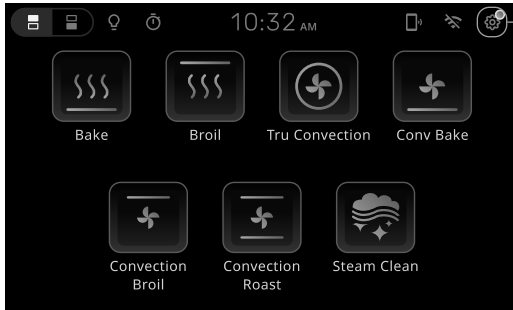 10:32 AM
Bake
Broil
Tru Convection
Conv Bake
Convection
Broil
Convection
Roast
Steam Clean